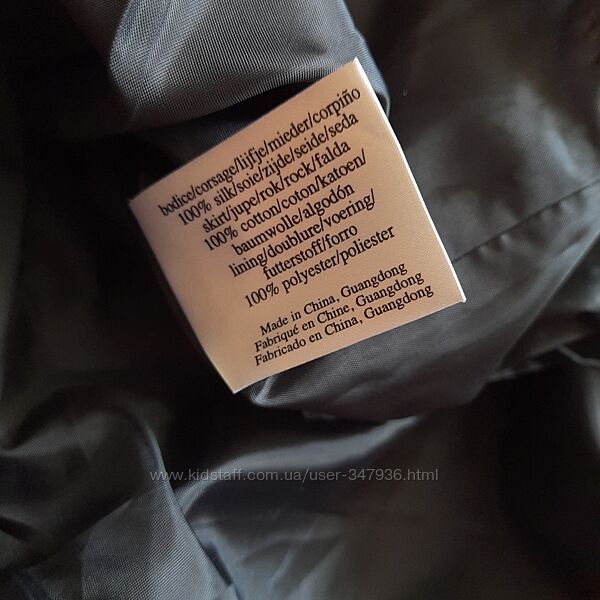 bodice/corsage/lijfje/mieder/corpiño
100% silk/soie/zijde/seide/seda
skirt/jupe/rok/rock/falda
100% cotton/coton/katoen/
baumwolle/algodón
lining/doublure/voering/
futterstoff/forro
100% polyester/poliester
Made in China, Guangdong
Fabriqué en Chine, Guangdong
Fabricado en China, Guangdong
www.kidstaff.com.ua/user-347936.html